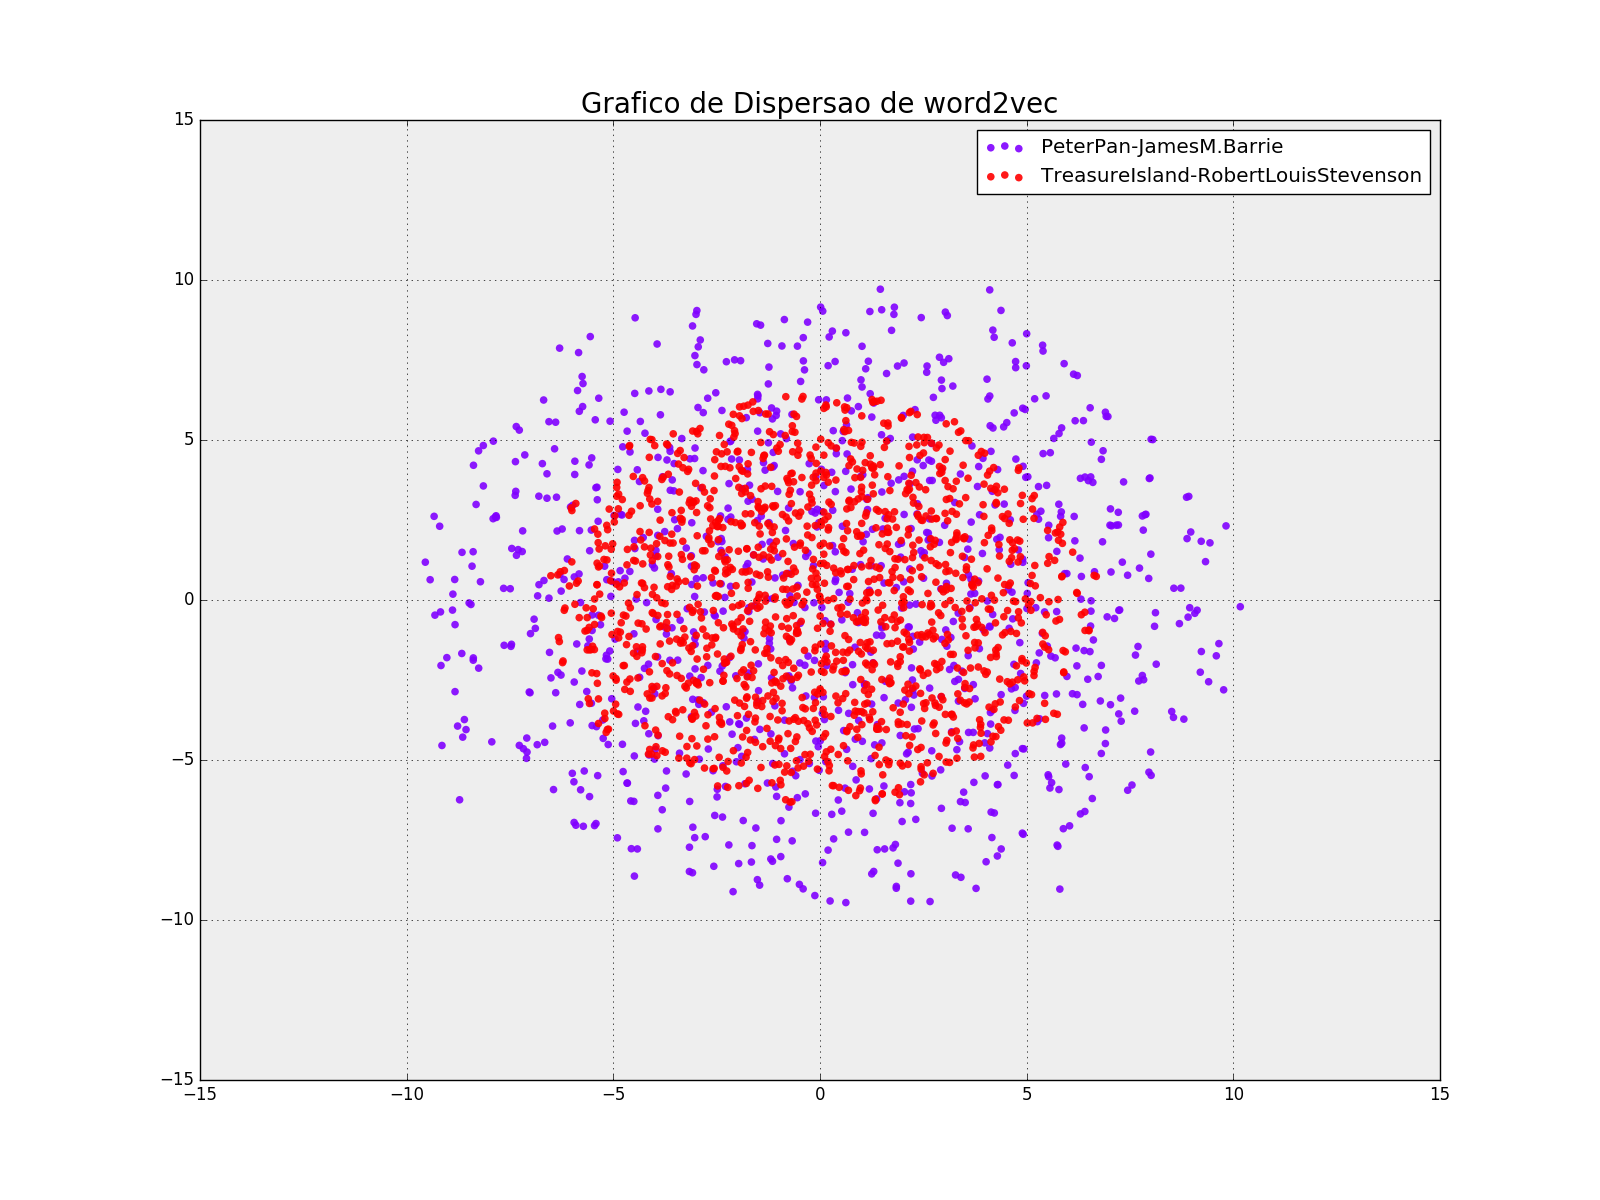 Grafico de Dispersao de word2vec
PeterPan-JamesM.Barrie
TreasureIsland-RobertLouisStevenson
15
10
5
0
−5
−10
−15
−15 −10 −5 0 5 10 15